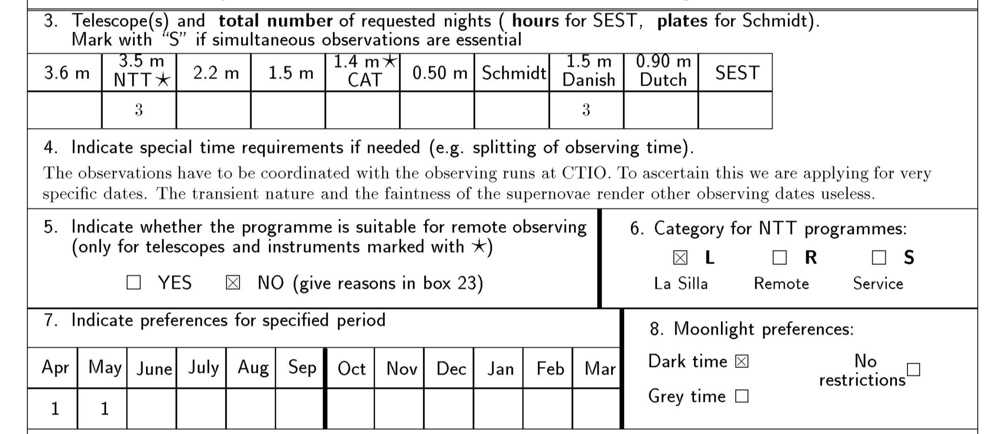 3. Telescope(s) and total number of requested nights ( hours for SEST, plates for Schmidt).
Mark with “S” if simultaneous observations are essential
3.6 m
3.5 m
NTT★
2.2 m
1.5 m
1.4 m★
CAT
0.50 m
Schmidt
1.5 m
Danish
0.90 m
Dutch
SEST
3
3
4. Indicate special time requirements if needed (e.g. splitting of observing time).
The observations have to be coordinated with the observing runs at CTIO. To ascertain this we are applying for very
specific dates. The transient nature and the faintness of the supernovae render other observing dates useless.
5. Indicate whether the programme is suitable for remote observing
(only for telescopes and instruments marked with ★)
☐ YES ☒ NO (give reasons in box 23)
6. Category for NTT programmes:
☒ L ☐ R ☐ S
La Silla Remote Service
7. Indicate preferences for specified period
Apr May June July Aug Sep Oct Nov Dec Jan Feb Mar
1 1
8. Moonlight preferences:
Dark time ☒
No
restrictions ☐
Grey time ☐